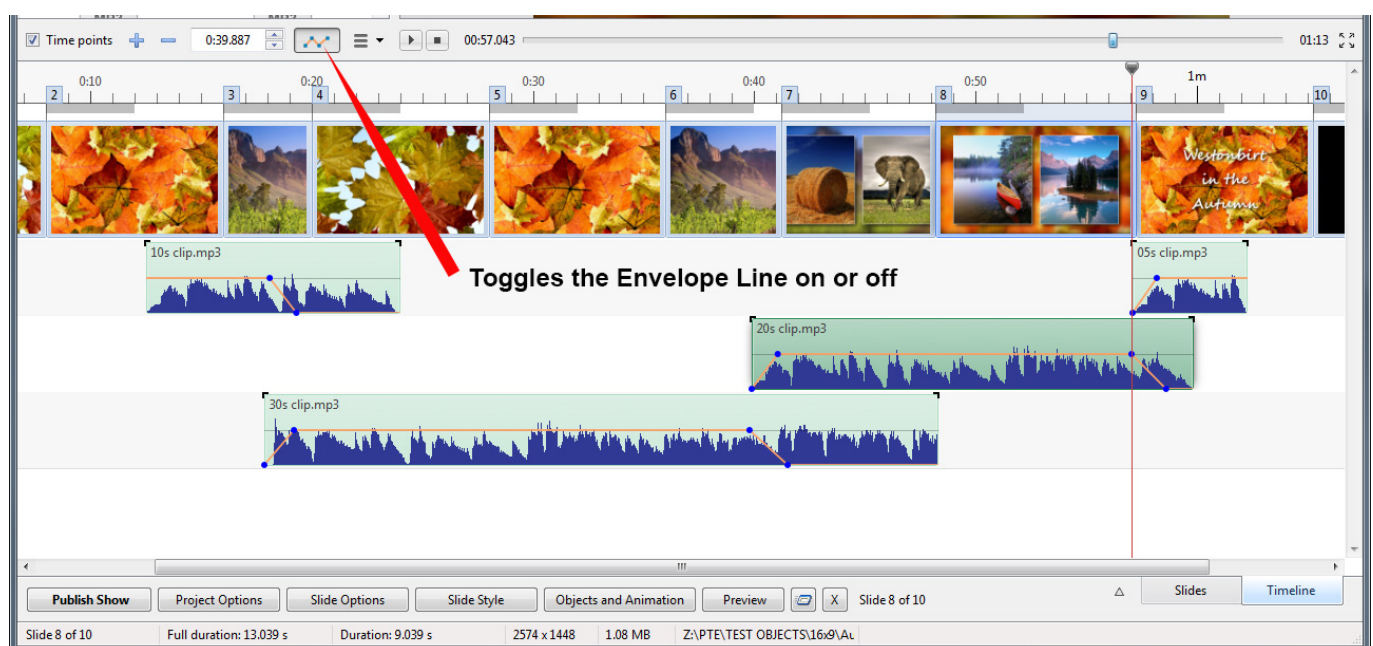 Time points
0:39.887
00:57.043
01:13
0:10
0:20
0:30
0:40
0:50
1m
2
3
4
5
6
7
8
9
10
Westonbirt
in the
Autumn
10s clip.mp3
05s clip.mp3
Toggles the Envelope Line on or off
20s clip.mp3
30s clip.mp3
Publish Show
Project Options
Slide Options
Slide Style
Objects and Animation
Preview
X
Slide 8 of 10
Slides
Timeline
Slide 8 of 10
Full duration: 13.039 s
Duration: 9.039 s
2574 x 1448
1.08 MB
Z:\PTE\TEST OBJECTS\16x9\Au